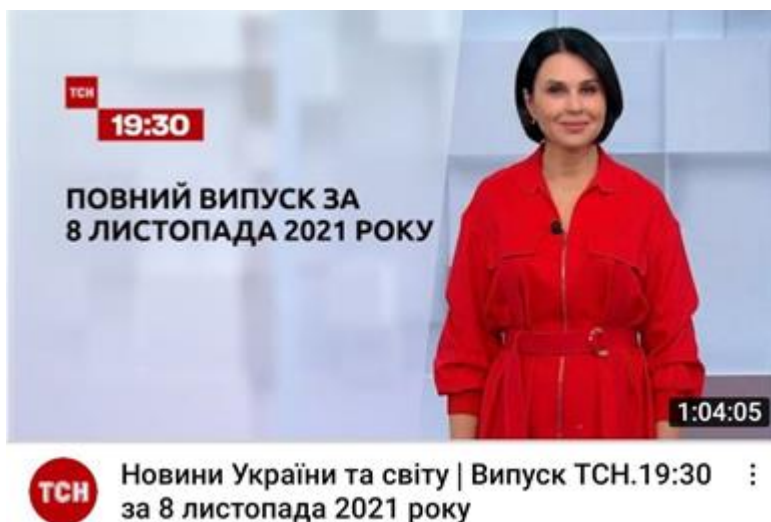 ТСН
19:30
ПОВНИЙ ВИПУСК ЗА
8 ЛИСТОПАДА 2021 РОКУ
1:04:05
ТСН
Новини України та світу | Випуск ТСН.19:30
за 8 листопада 2021 року